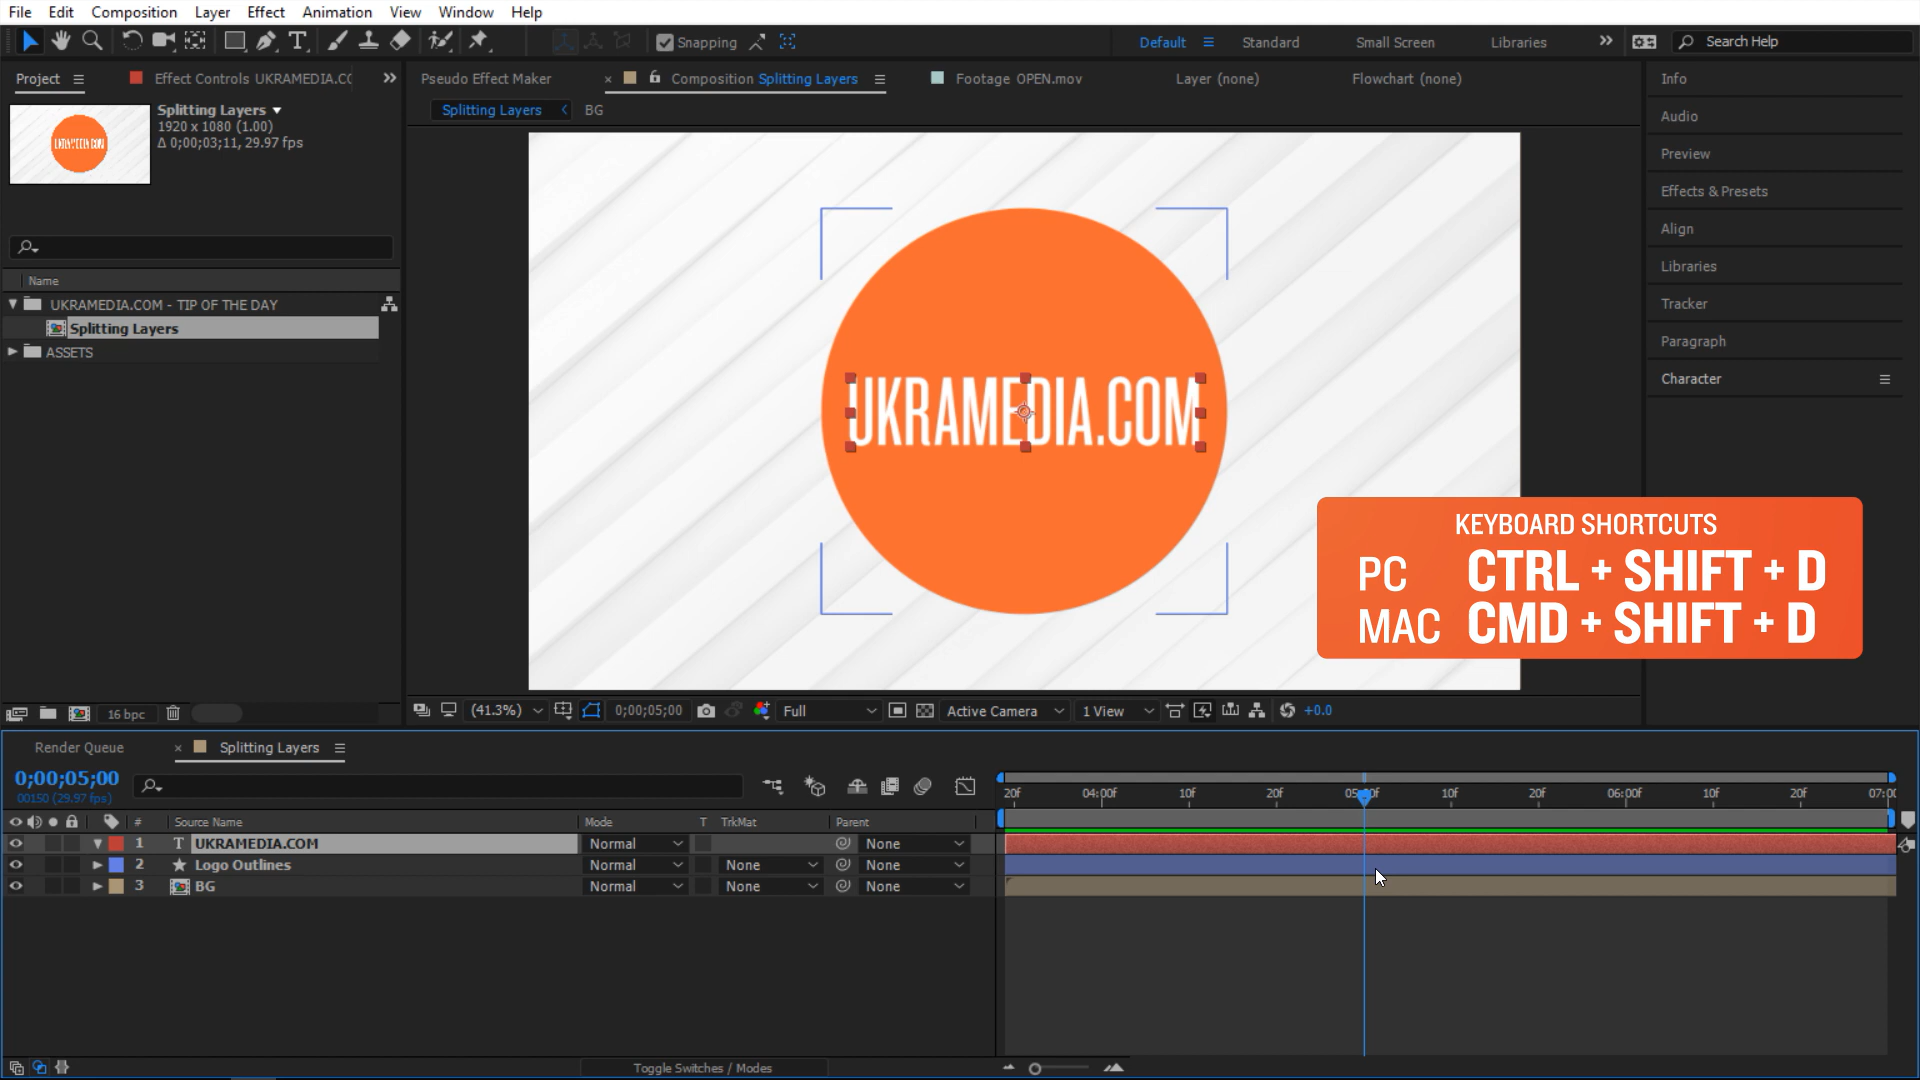 File Edit Composition Layer Effect Animation View Window Help
Snapping Default Standard Small Screen Libraries Search Help
Project Effect Controls UKRAMEDIA.CO Pseudo Effect Maker Composition Splitting Layers Footage OPEN.mov Layer (none) Flowchart (none) Info
Splitting Layers
1920 x 1080 (1.00)
Δ 0;00;03;11, 29.97 fps
Splitting Layers BG
Audio
Preview
Effects & Presets
Align
Libraries
Tracker
Paragraph
Character
Name
UKRAMEDIA.COM - TIP OF THE DAY
Splitting Layers
ASSETS
UKRAMEDIA.COM
KEYBOARD SHORTCUTS
PC CTRL + SHIFT + D
MAC CMD + SHIFT + D
16 bpc (41.3%) 0;00;05;00 Full Active Camera 1 View +0.0
Render Queue Splitting Layers
0;00;05;00
00150 (29.97 fps)
20f 04:00f 10f 20f 05:00f 10f 20f 06:00f 10f 20f 07:00
# Source Name Mode T TrkMat Parent
1 T UKRAMEDIA.COM Normal None
2 Logo Outlines Normal None None
3 BG Normal None None
Toggle Switches / Modes